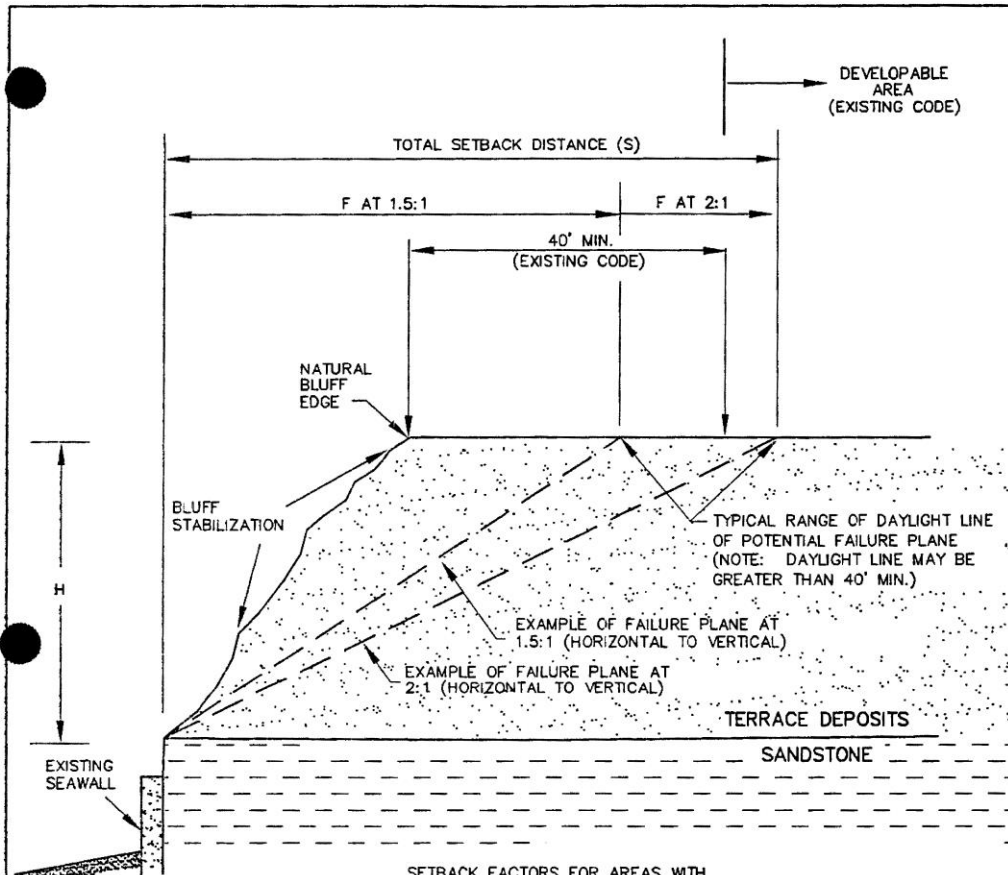 DEVELOPABLE
AREA
(EXISTING CODE)
TOTAL SETBACK DISTANCE (S)
F AT 1.5:1
F AT 2:1
40' MIN.
(EXISTING CODE)
NATURAL
BLUFF
EDGE
BLUFF
STABILIZATION
H
TYPICAL RANGE OF DAYLIGHT LINE
OF POTENTIAL FAILURE PLANE
(NOTE: DAYLIGHT LINE MAY BE
GREATER THAN 40' MIN.)
EXAMPLE OF FAILURE PLANE AT
1.5:1 (HORIZONTAL TO VERTICAL)
EXAMPLE OF FAILURE PLANE AT
2:1 (HORIZONTAL TO VERTICAL)
TERRACE DEPOSITS
SANDSTONE
EXISTING
SEAWALL
SETBACK FACTORS FOR AREAS WITH